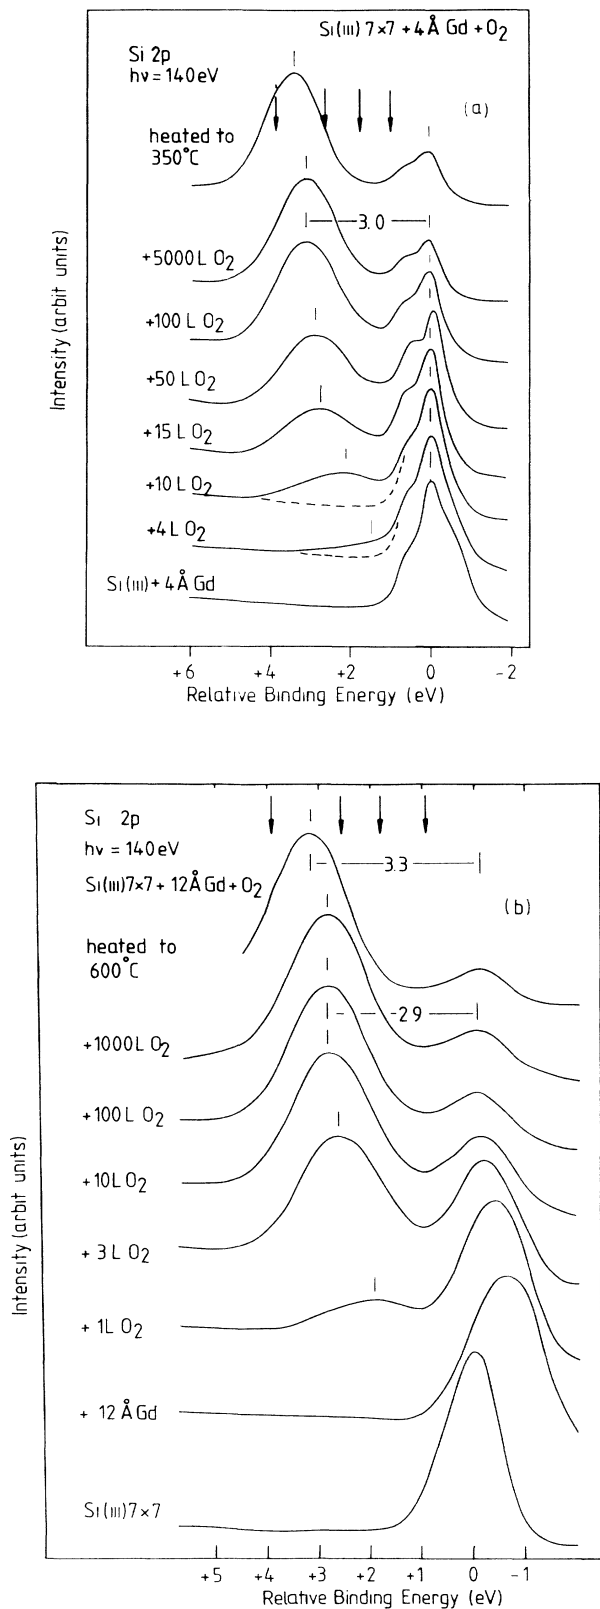 Si(111) 7×7 + 4 Å Gd + O2
Si 2p
hν = 140 eV
(a)
heated to
350°C
3.0
+5000 L O2
+100 L O2
+50 L O2
+15 L O2
+10 L O2
+4 L O2
Si(111) + 4 Å Gd
Intensity (arbit units)
+6 +4 +2 0 -2
Relative Binding Energy (eV)
Si 2p
hν = 140 eV
3.3
Si(111) 7×7 + 12 Å Gd + O2
(b)
heated to
600°C
2.9
+1000 L O2
+100 L O2
+10 L O2
+ 3 L O2
+ 1 L O2
+ 12 Å Gd
Si(111) 7×7
Intensity (arbit units)
+5 +4 +3 +2 +1 0 -1
Relative Binding Energy (eV)